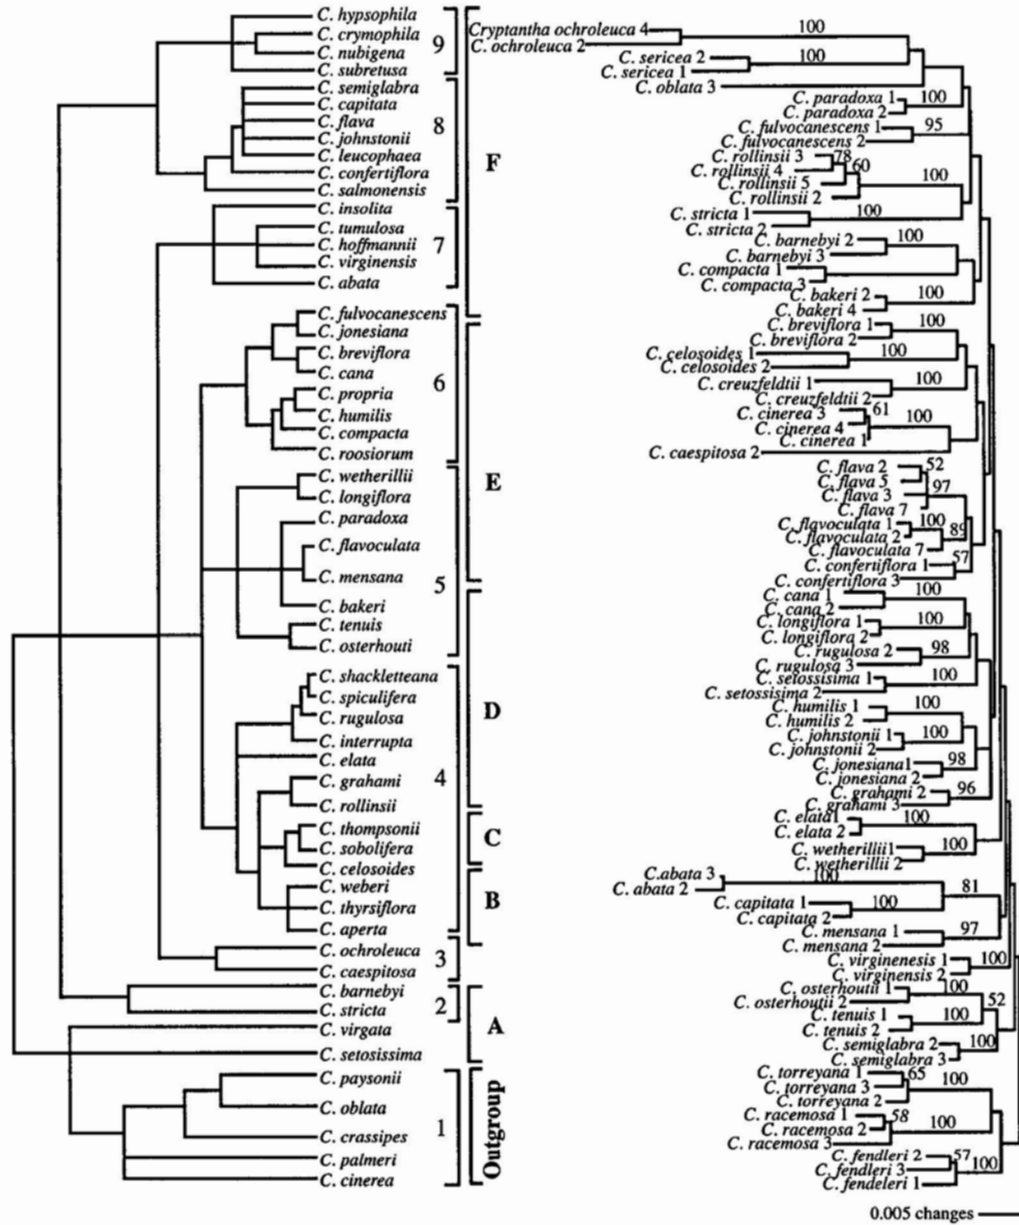 C. hypsophila
C. crymophila
C. nubigena
C. subretusa
9
C. semiglabra
C. capitata
C. flava
C. johnstonii
C. leucophaea
C. confertiflora
C. salmonensis
8
F
C. insolita
C. tumulosa
C. hoffmannii
C. virginensis
C. abata
7
C. fulvocanescens
C. jonesiana
C. breviflora
C. cana
C. propria
C. humilis
C. compacta
C. roosiorum
6
C. wetherillii
C. longiflora
C. paradoxa
C. flavoculata
C. mensana
C. bakeri
C. tenuis
C. osterhouti
5
E
C. shackletteana
C. spiculifera
C. rugulosa
C. interrupta
C. elata
C. grahami
C. rollinsii
C. thompsonii
C. sobolifera
C. celosoides
C. weberi
C. thyrsiflora
C. aperta
4
D
C
B
C. ochroleuca
C. caespitosa
3
C. barnebyi
C. stricta
2
C. virgata
C. setosissima
A
C. paysonii
C. oblata
C. crassipes
C. palmeri
C. cinerea
1
Outgroup
Cryptantha ochroleuca 4
C. ochroleuca 2
100
C. sericea 2
C. sericea 1
100
C. oblata 3
C. paradoxa 1
C. paradoxa 2
100
C. fulvocanescens 1
C. fulvocanescens 2
95
C. rollinsii 3
C. rollinsii 4
C. rollinsii 5
C. rollinsii 2
78
60
100
C. stricta 1
C. stricta 2
100
C. barnebyi 2
C. barnebyi 3
100
C. compacta 1
C. compacta 3
C. bakeri 2
C. bakeri 4
100
C. breviflora 1
C. breviflora 2
100
C. celosoides 1
C. celosoides 2
100
C. creuzfeldtii 1
C. creuzfeldtii 2
100
C. cinerea 3
C. cinerea 4
C. cinerea 1
61
100
C. caespitosa 2
C. flava 2
C. flava 5
C. flava 3
C. flava 7
52
97
C. flavoculata 1
C. flavoculata 2
C. flavoculata 7
100
89
C. confertiflora 1
C. confertiflora 3
57
C. cana 1
C. cana 2
100
C. longiflora 1
C. longiflora 2
100
C. rugulosa 2
C. rugulosa 3
98
C. setossisima 1
C. setossisima 2
100
C. humilis 1
C. humilis 2
100
C. johnstonii 1
C. johnstonii 2
100
C. jonesiana1
C. jonesiana 2
98
C. grahami 2
C. grahami 3
96
C. elata1
C. elata 2
100
C. wetherillii1
C. wetherillii 2
100
C.abata 3
C. abata 2
100
81
C. capitata 1
C. capitata 2
100
C. mensana 1
C. mensana 2
97
C. virginenesis 1
C. virginensis 2
100
C. osterhoutii 1
C. osterhoutii 2
100
52
C. tenuis 1
C. tenuis 2
100
C. semiglabra 2
C. semiglabra 3
100
C. torreyana 1
C. torreyana 3
C. torreyana 2
65
100
C. racemosa 1
C. racemosa 2
C. racemosa 3
58
100
C. fendleri 2
C. fendleri 3
C. fendeleri 1
57
100
0.005 changes